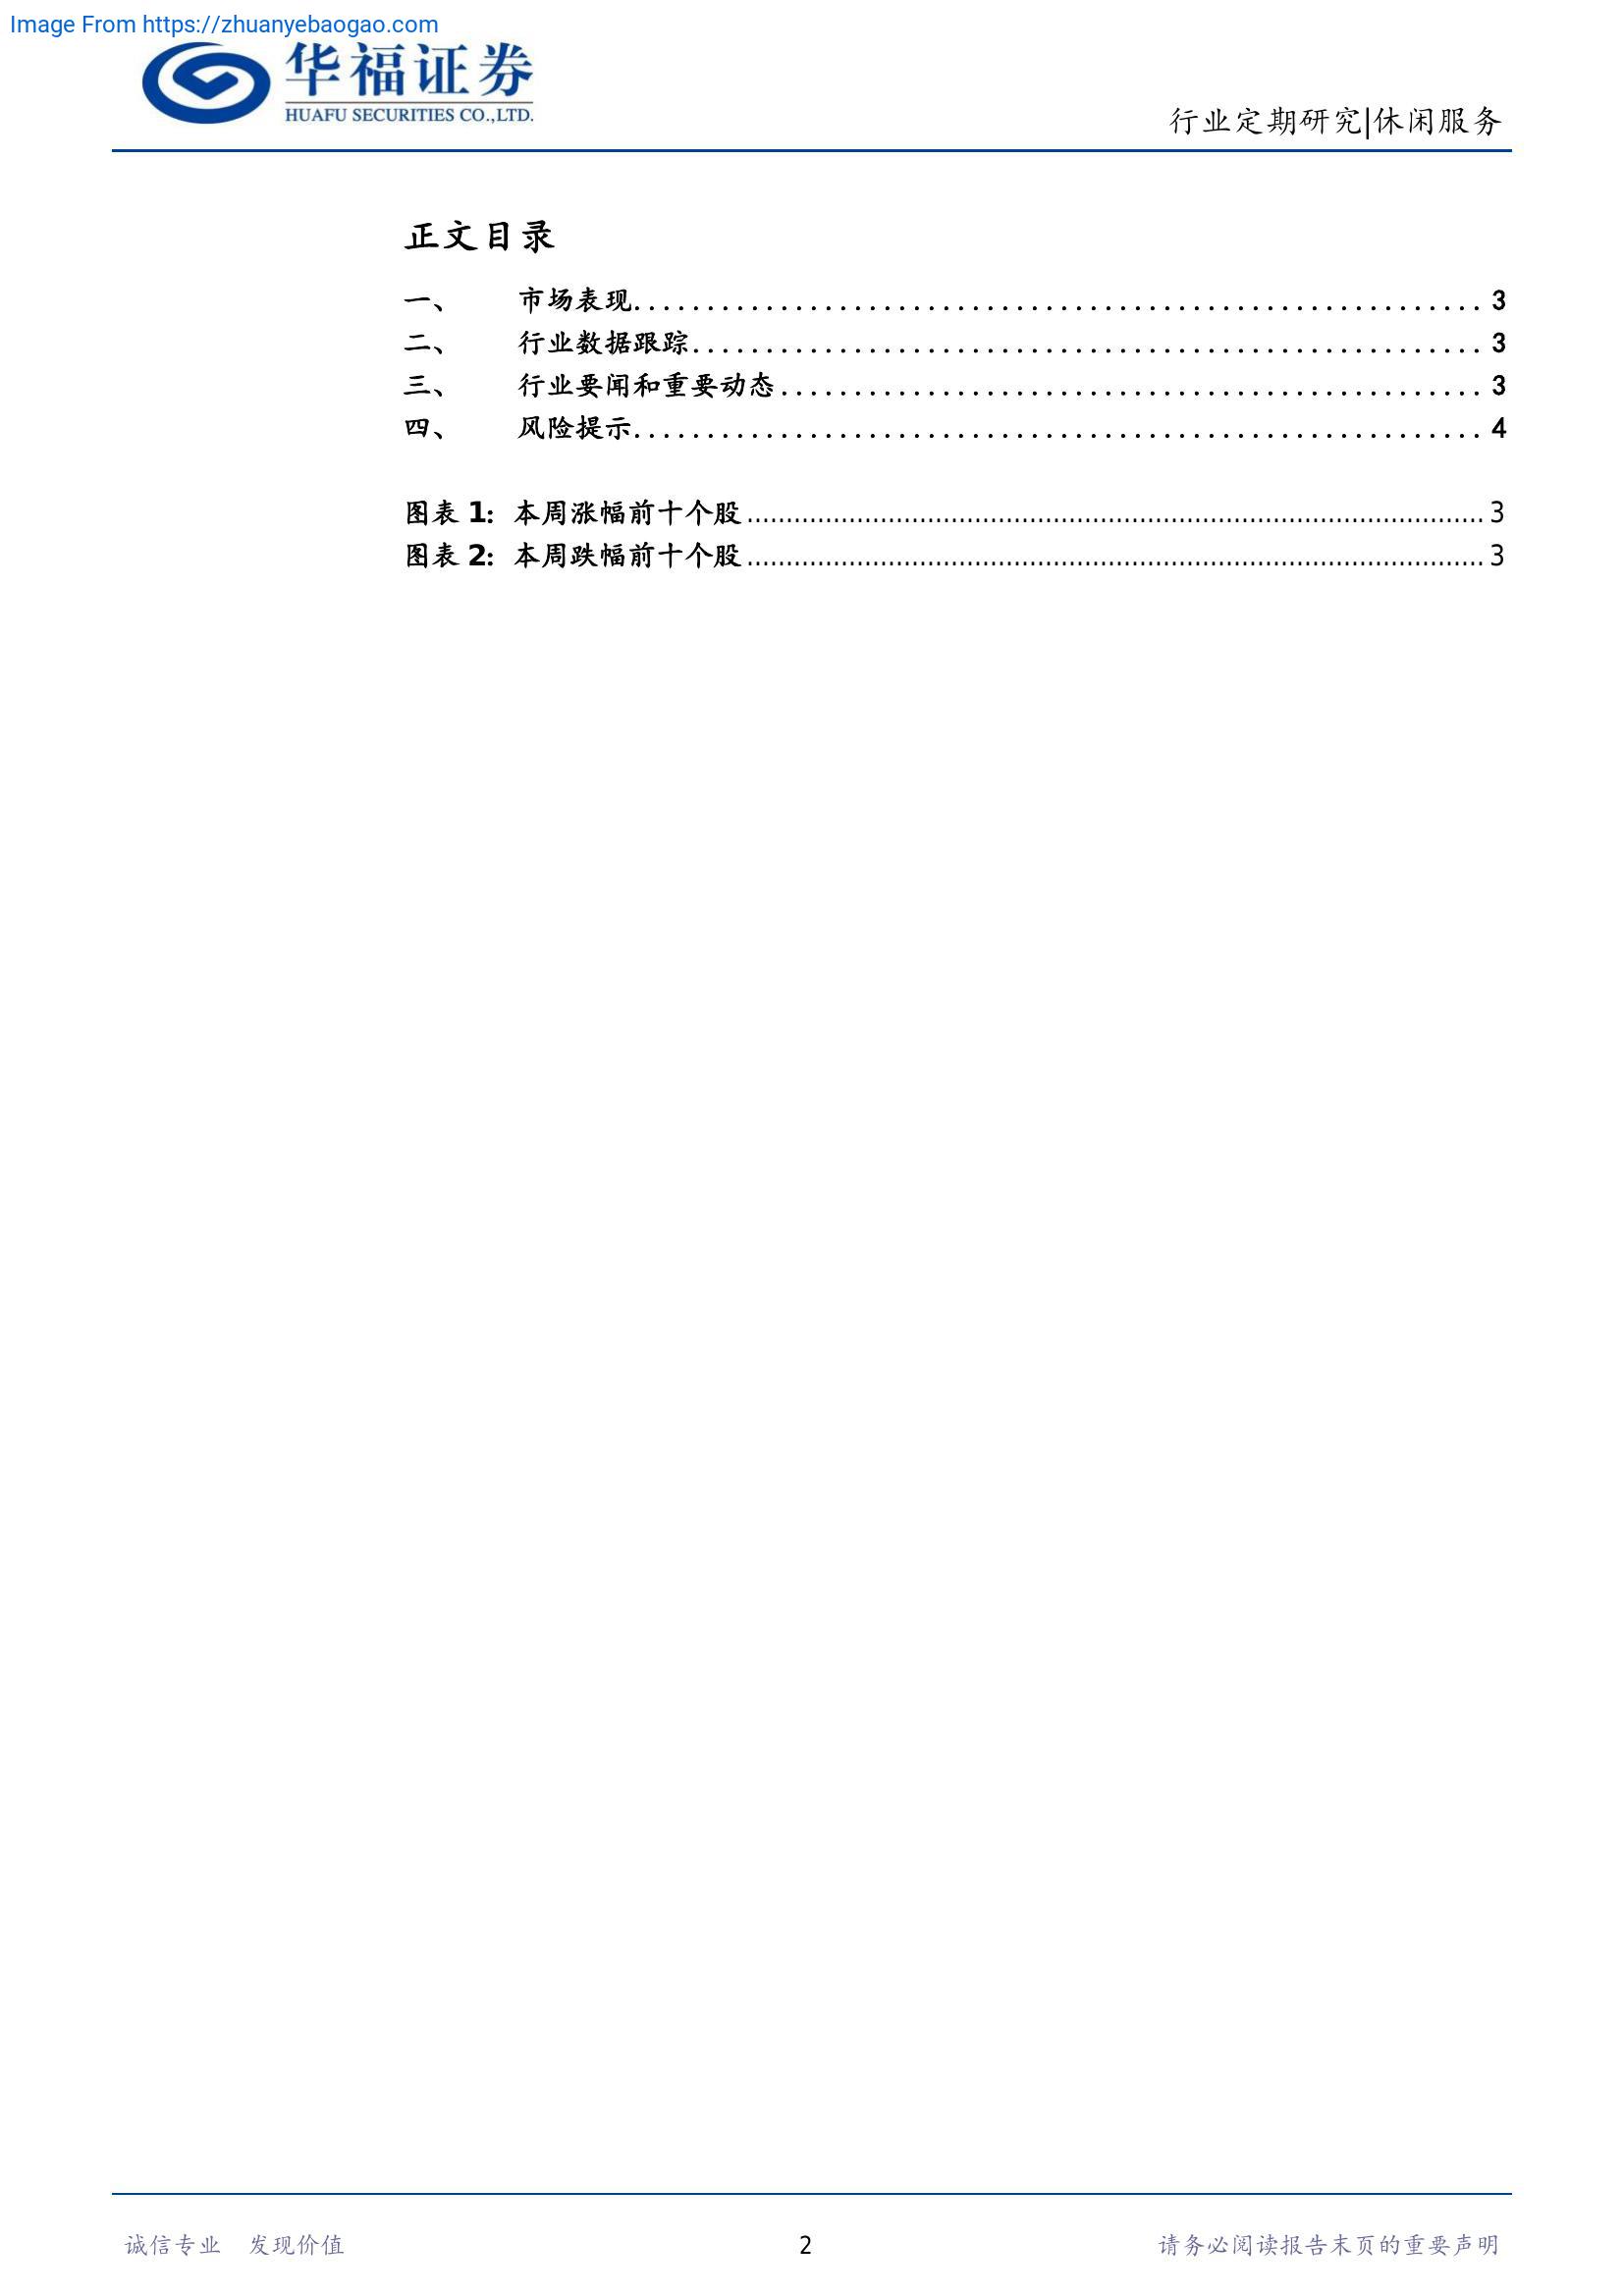 Image From https://zhuanyebaogao.com
华福证券
HUAFU SECURITIES CO.,LTD.
行业定期研究|休闲服务
正文目录
一、 市场表现........................................................... 3
二、 行业数据跟踪....................................................... 3
三、 行业要闻和重要动态................................................. 3
四、 风险提示........................................................... 4
图表 1: 本周涨幅前十个股................................................................................................ 3
图表 2: 本周跌幅前十个股................................................................................................ 3
诚信专业 发现价值 2 请务必阅读报告末页的重要声明